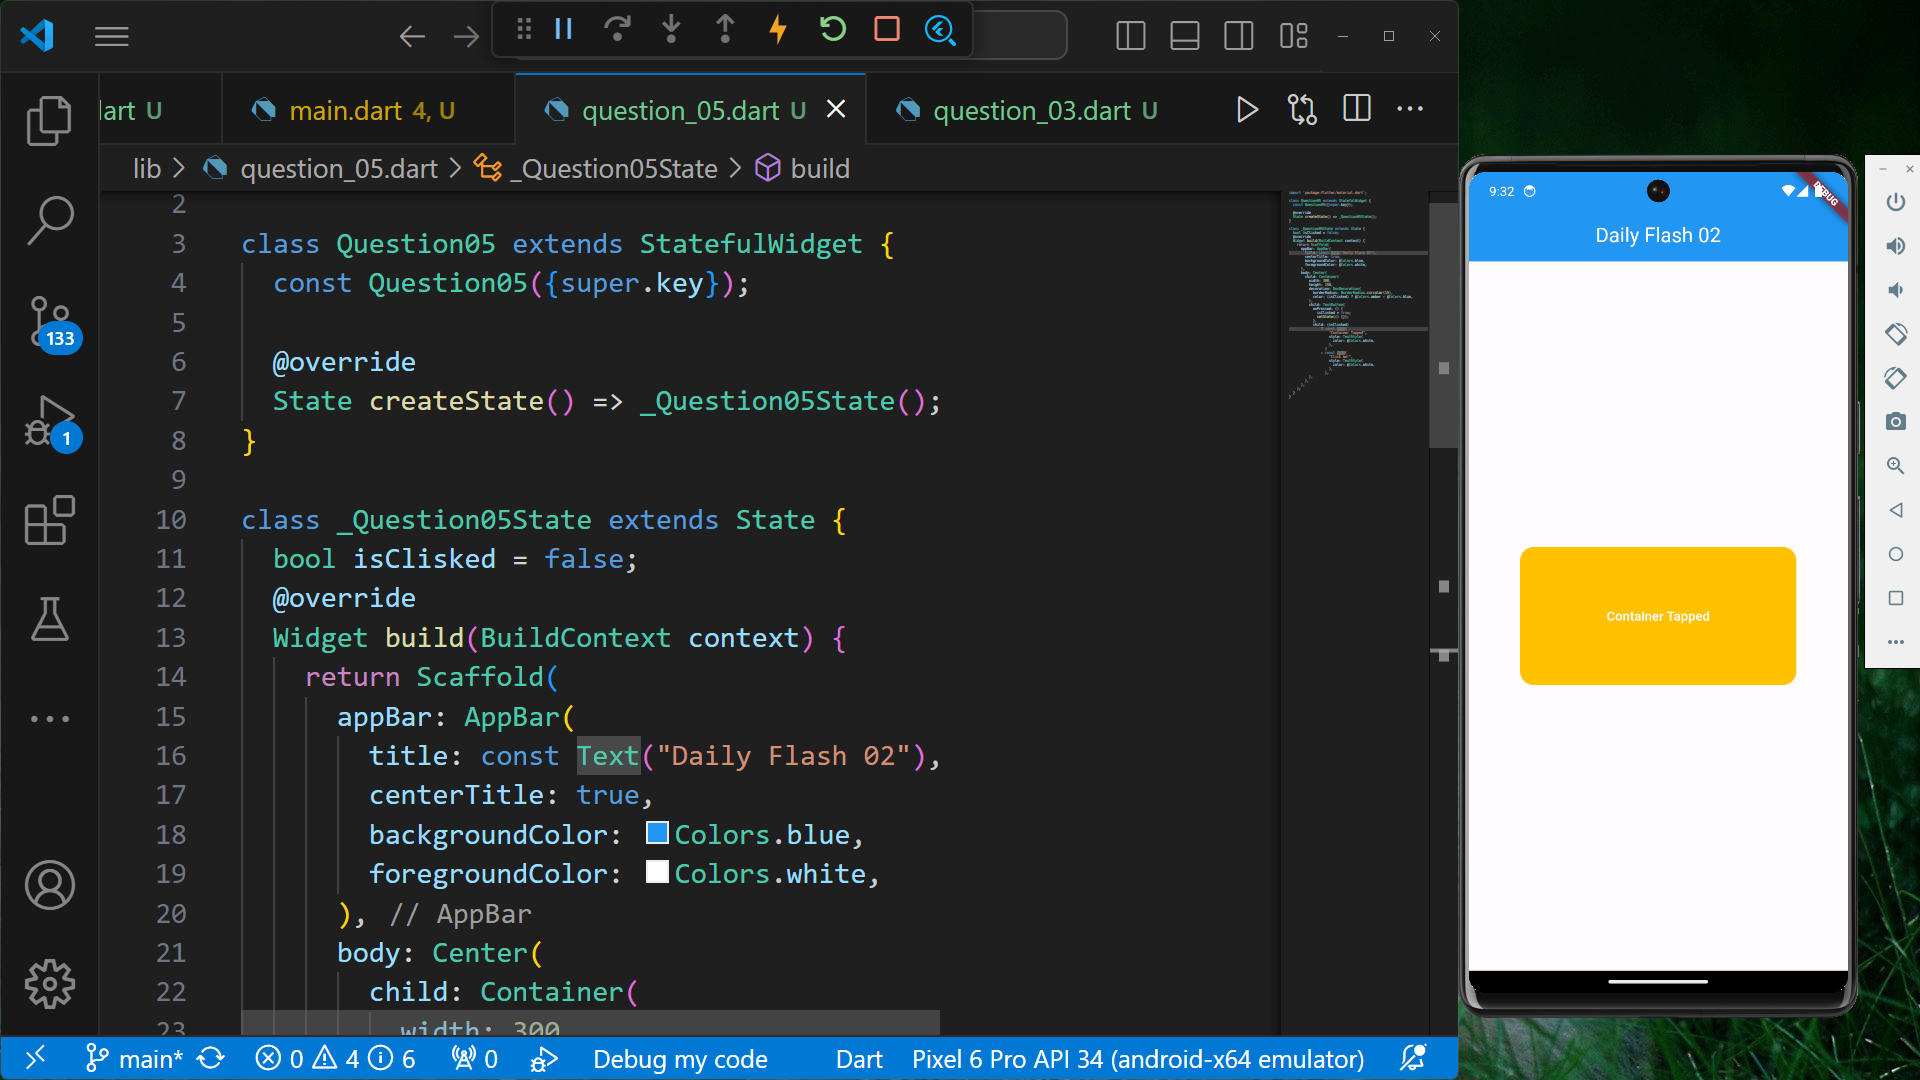 lart U
main.dart 4, U
question_05.dart U
question_03.dart U
lib > question_05.dart > _Question05State > build
2
3 class Question05 extends StatefulWidget {
4 const Question05({super.key});
5
6 @override
7 State createState() => _Question05State();
8 }
9
10 class _Question05State extends State {
11 bool isClisked = false;
12 @override
13 Widget build(BuildContext context) {
14 return Scaffold(
15 appBar: AppBar(
16 title: const Text("Daily Flash 02"),
17 centerTitle: true,
18 backgroundColor: Colors.blue,
19 foregroundColor: Colors.white,
20 ), // AppBar
21 body: Center(
22 child: Container(
23 width: 300
133
1
main* 0 4 6 0 Debug my code Dart Pixel 6 Pro API 34 (android-x64 emulator)
9:32
DEBUG
Daily Flash 02
Container Tapped